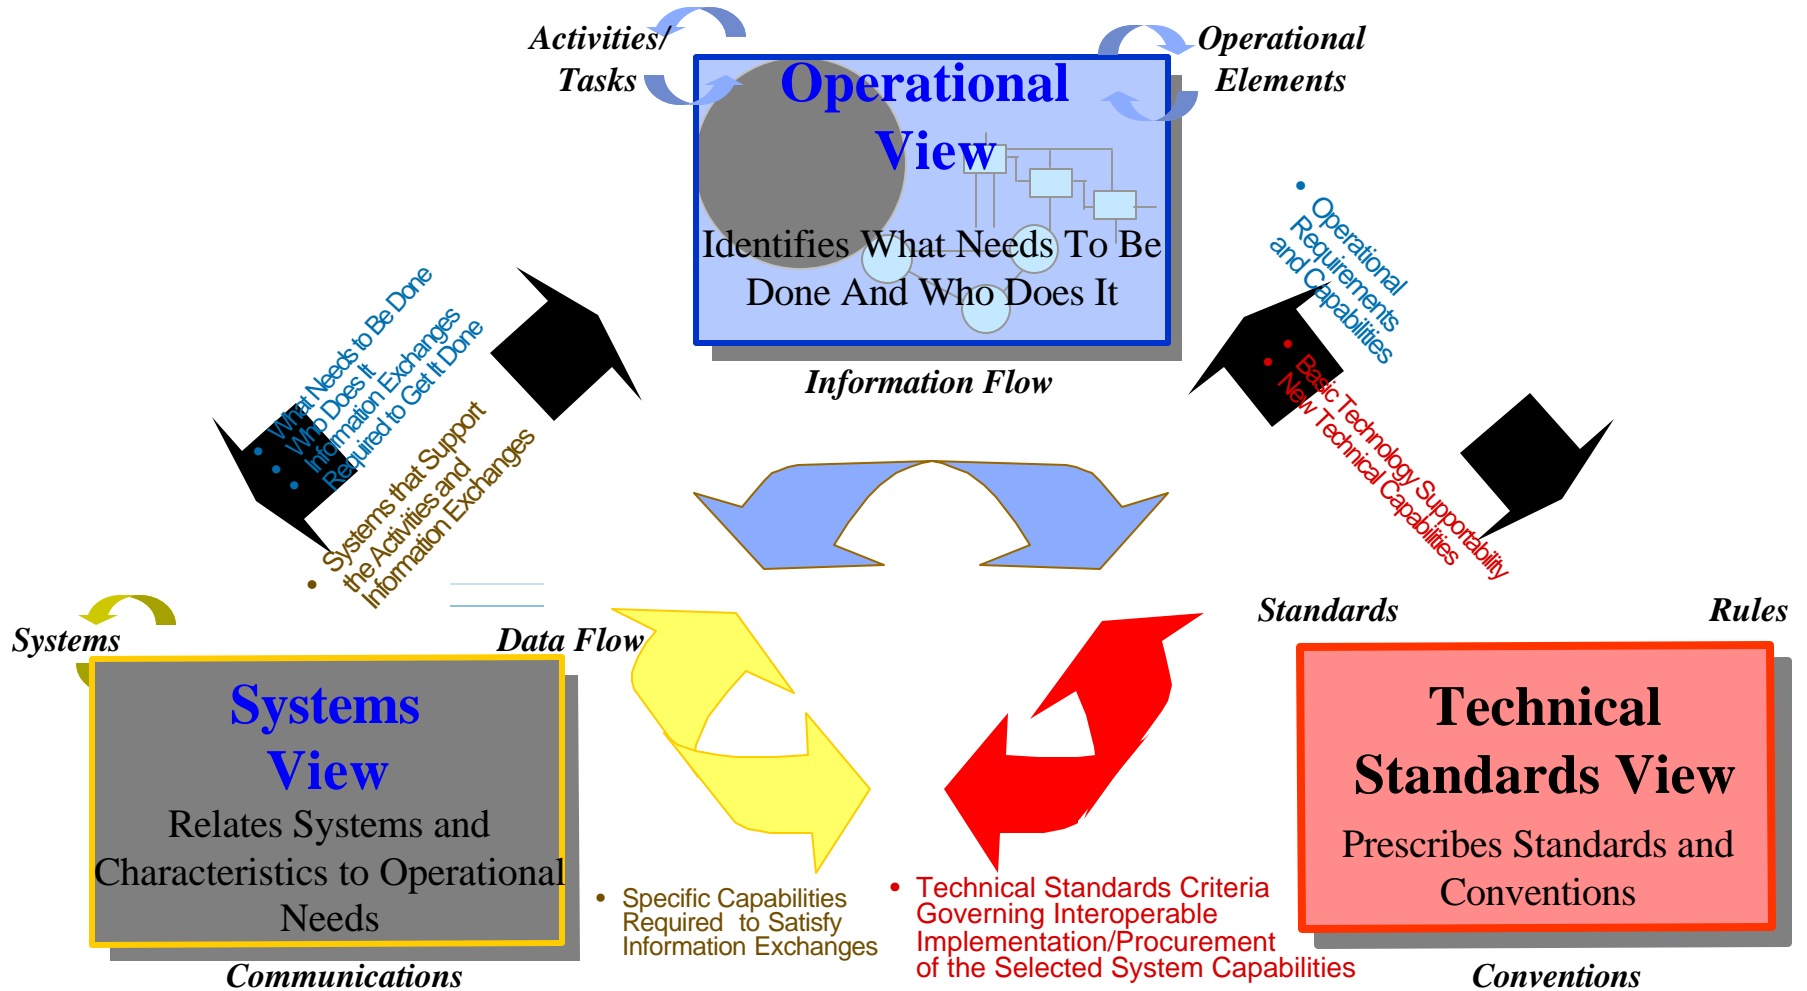 Activities/
Tasks
Operational
Elements
Operational
View
Identifies What Needs To Be
Done And Who Does It
Information Flow
• What Needs to Be Done
• Who Does It
• Information Exchanges
Required to Get It Done
• Systems that Support
the Activities and
Information Exchanges
• Operational
Requirements
and Capabilities
• Basic Technology Supportability
• New Technical Capabilities
Systems
Data Flow
Systems
View
Relates Systems and
Characteristics to Operational
Needs
Communications
• Specific Capabilities
Required to Satisfy
Information Exchanges
• Technical Standards Criteria
Governing Interoperable
Implementation/Procurement
of the Selected System Capabilities
Standards
Rules
Technical
Standards View
Prescribes Standards and
Conventions
Conventions